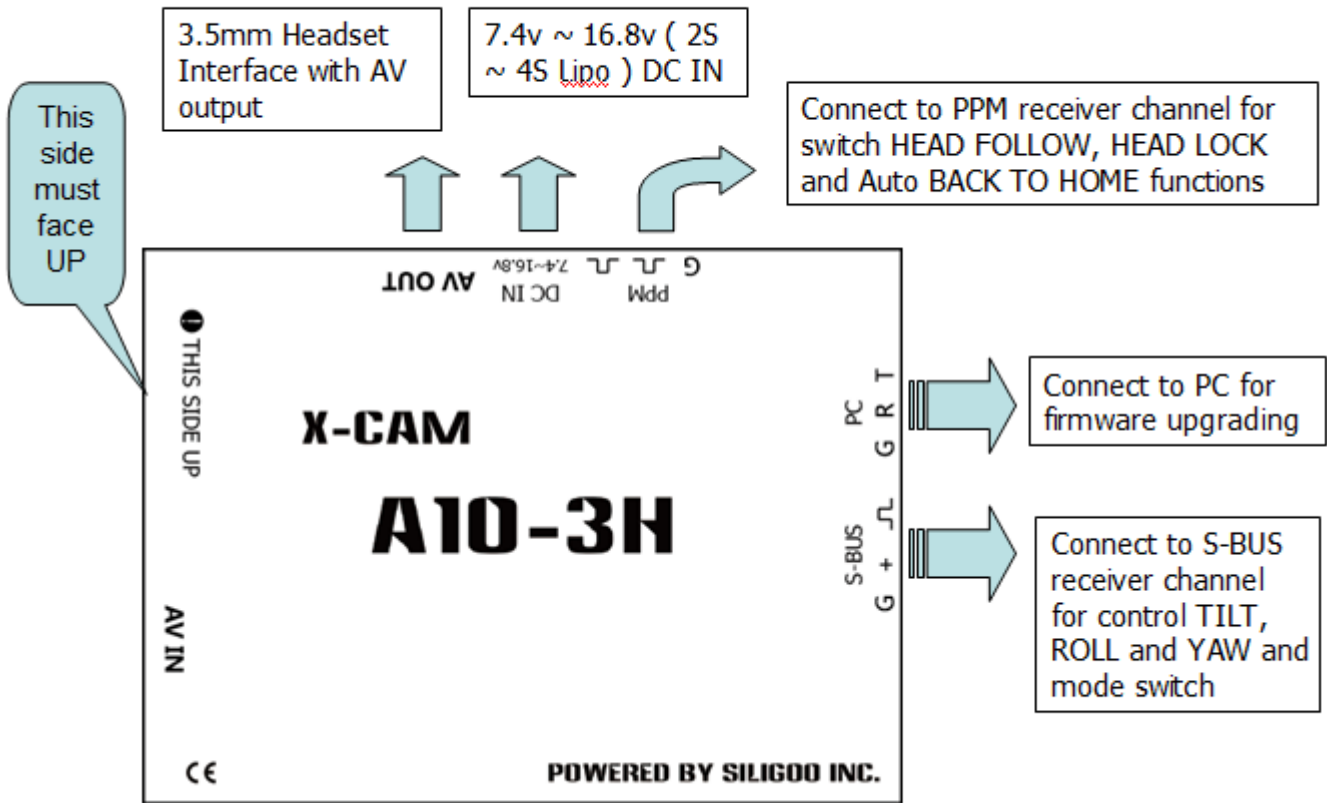 3.5mm Headset
Interface with AV
output
7.4v ~ 16.8v ( 2S
~ 4S Lipo ) DC IN
Connect to PPM receiver channel for
switch HEAD FOLLOW, HEAD LOCK
and Auto BACK TO HOME functions
This
side
must
face
UP
AV OUT
DC IN
7.4~16.8v
PPM
G
THIS SIDE UP
X-CAM
A10-3H
AV IN
PC
G R T
S-BUS
G +
Connect to PC for
firmware upgrading
Connect to S-BUS
receiver channel
for control TILT,
ROLL and YAW and
mode switch
CE
POWERED BY SILIGOO INC.